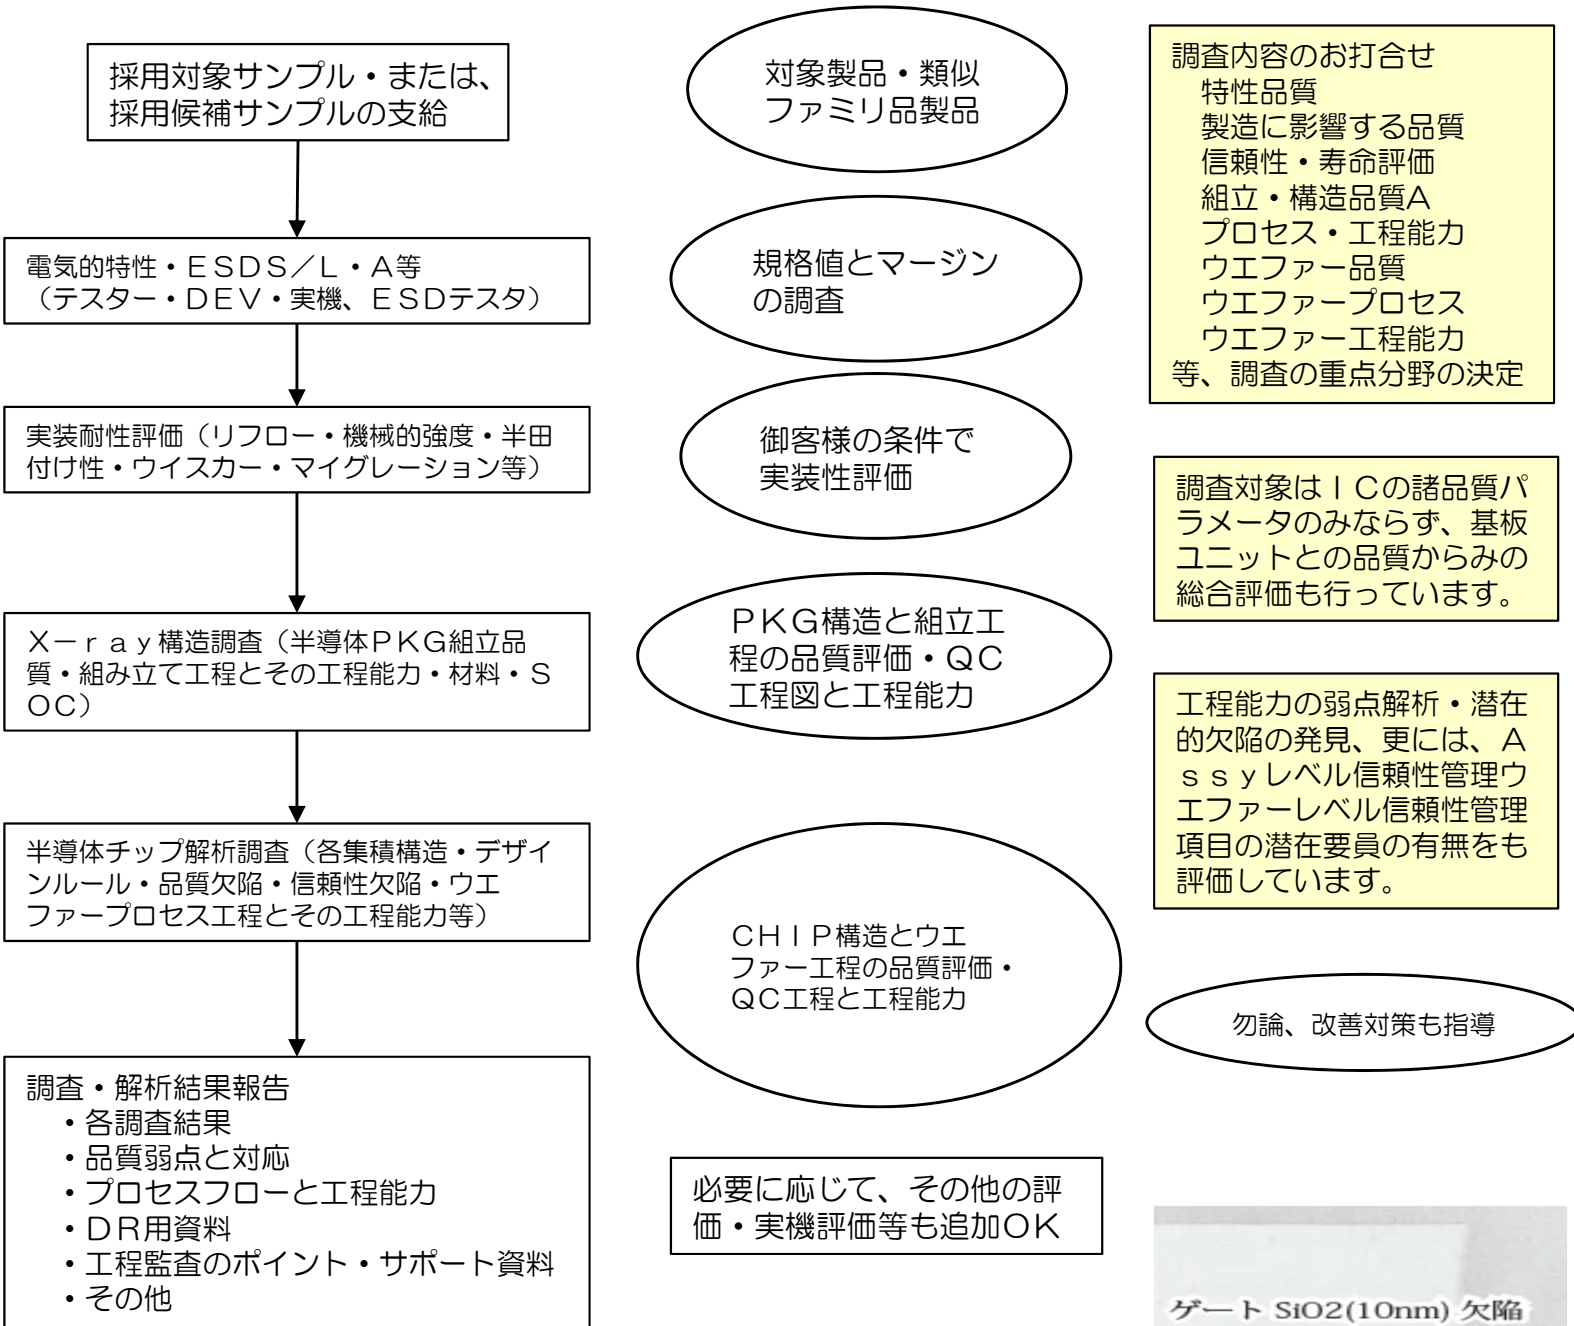 採用対象サンプル・または、
採用候補サンプルの支給
電気的特性・ESDS/L・A等
(テスター・DEV・実機、ESDテスタ)
実装耐性評価(リフロー・機械的強度・半田
付け性・ウイスカー・マイグレーション等)
X-ray構造調査(半導体PKG組立品
質・組み立て工程とその工程能力・材料・S
OC)
半導体チップ解析調査(各集積構造・デザイ
ンルール・品質欠陥・信頼性欠陥・ウエ
ファープロセス工程とその工程能力等)
調査・解析結果報告
・各調査結果
・品質弱点と対応
・プロセスフローと工程能力
・DR用資料
・工程監査のポイント・サポート資料
・その他
対象製品・類似
ファミリ品製品
規格値とマージン
の調査
御客様の条件で
実装性評価
PKG構造と組立工
程の品質評価・QC
工程図と工程能力
CHIP構造とウエ
ファー工程の品質評価・
QC工程と工程能力
必要に応じて、その他の評
価・実機評価等も追加OK
調査内容のお打合せ
特性品質
製造に影響する品質
信頼性・寿命評価
組立・構造品質A
プロセス・工程能力
ウエファー品質
ウエファープロセス
ウエファー工程能力
等、調査の重点分野の決定
調査対象はICの諸品質パ
ラメータのみならず、基板
ユニットとの品質からみの
総合評価も行っています。
工程能力の弱点解析・潜在
的欠陥の発見、更には、A
ssyレベル信頼性管理ウ
エファーレベル信頼性管理
項目の潜在要員の有無をも
評価しています。
勿論、改善対策も指導
ゲート SiO2(10nm) 欠陥